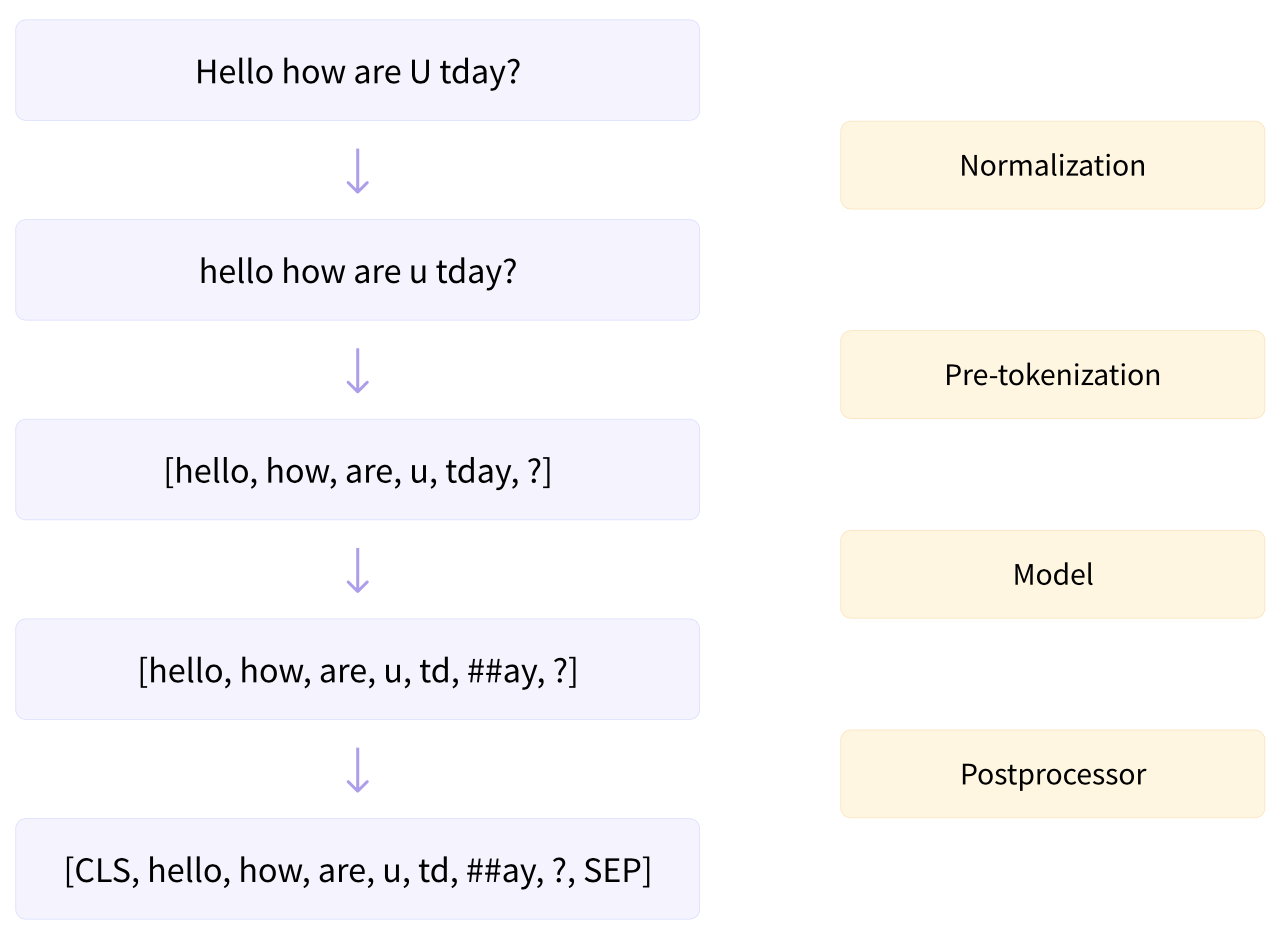 Hello how are U tday?
Normalization
hello how are u tday?
Pre-tokenization
[hello, how, are, u, tday, ?]
Model
[hello, how, are, u, td, ##ay, ?]
Postprocessor
[CLS, hello, how, are, u, td, ##ay, ?, SEP]